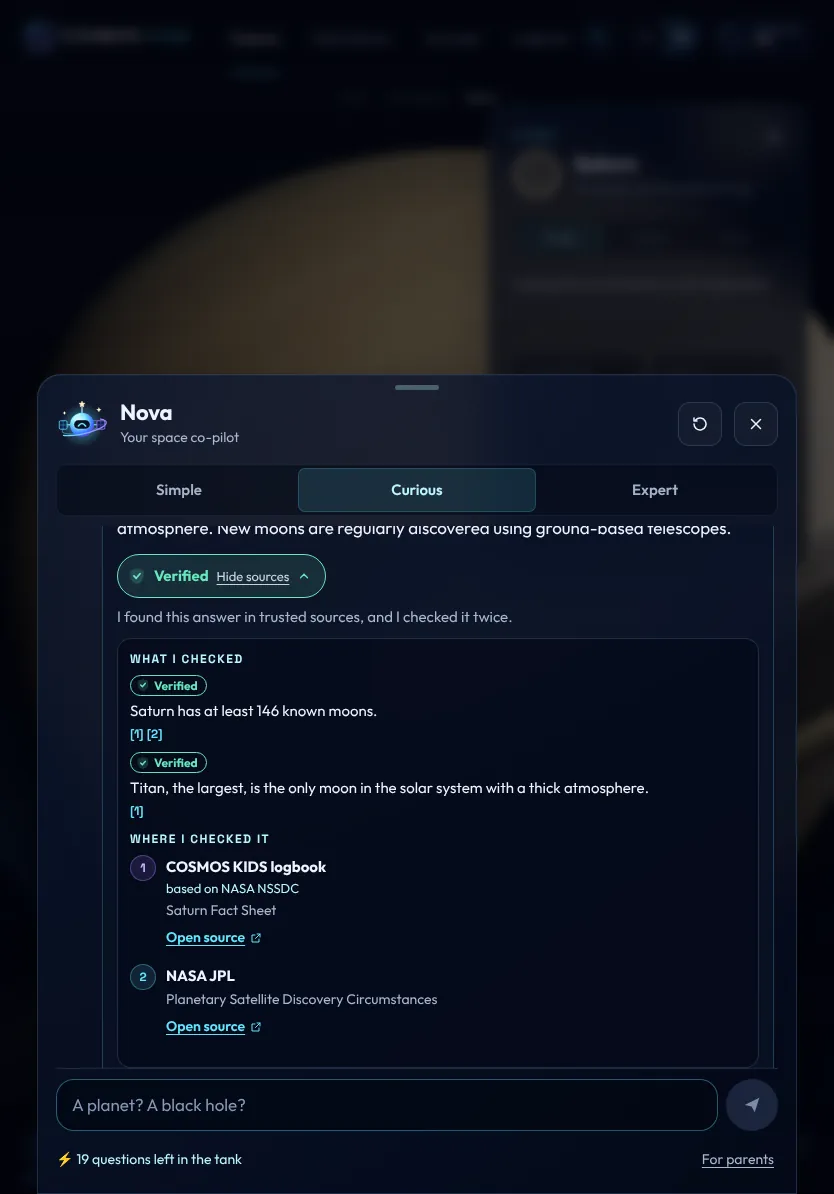 Nova
Your space co-pilot
Simple
Curious
Expert
atmosphere. New moons are regularly discovered using ground-based telescopes.
Verified Hide sources
I found this answer in trusted sources, and I checked it twice.
WHAT I CHECKED
Verified
Saturn has at least 146 known moons.
[1] [2]
Verified
Titan, the largest, is the only moon in the solar system with a thick atmosphere.
[1]
WHERE I CHECKED IT
1 COSMOS KIDS logbook
based on NASA NSSDC
Saturn Fact Sheet
Open source
2 NASA JPL
Planetary Satellite Discovery Circumstances
Open source
A planet? A black hole?
⚡ 19 questions left in the tank
For parents